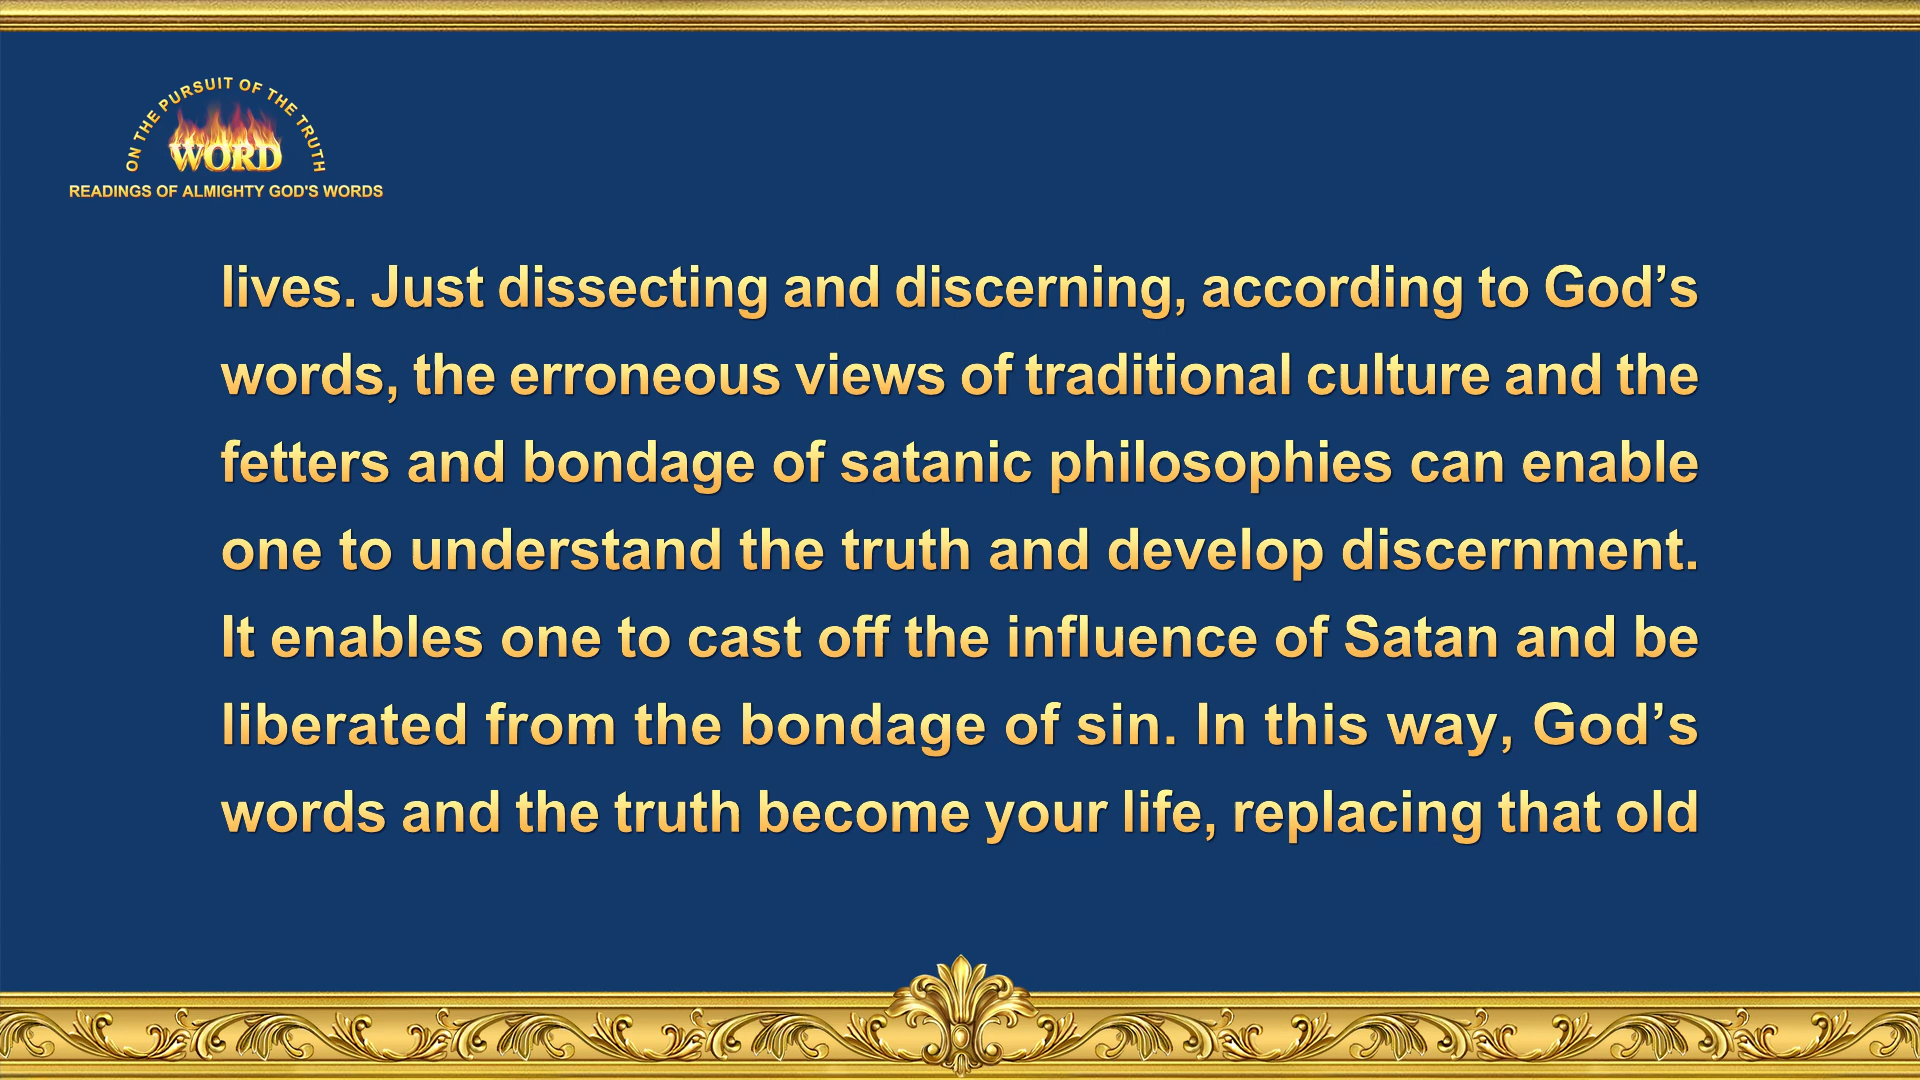 ON THE PURSUIT OF THE TRUTH
WORD
READINGS OF ALMIGHTY GOD'S WORDS
lives. Just dissecting and discerning, according to God’s
words, the erroneous views of traditional culture and the
fetters and bondage of satanic philosophies can enable
one to understand the truth and develop discernment.
It enables one to cast off the influence of Satan and be
liberated from the bondage of sin. In this way, God’s
words and the truth become your life, replacing that old